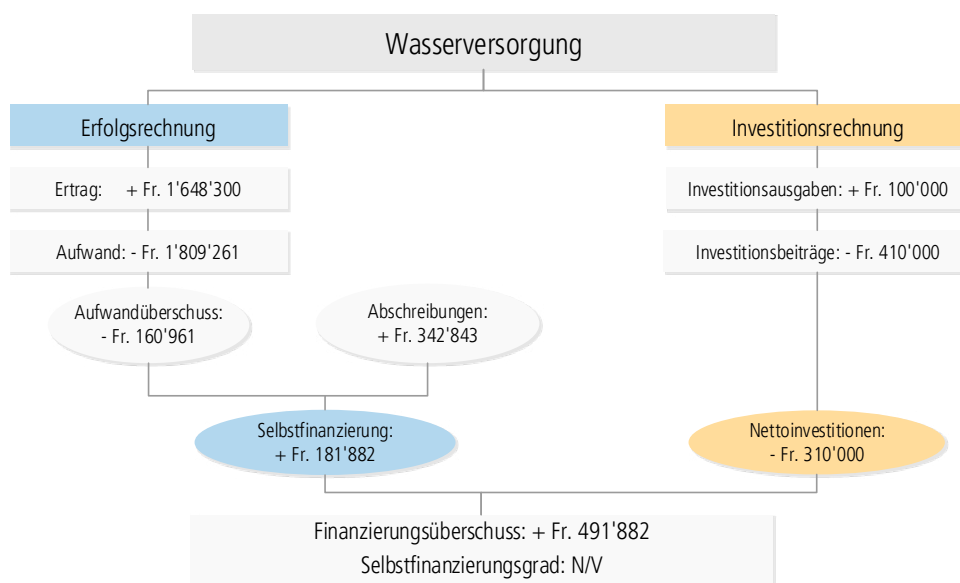 Wasserversorgung
Erfolgsrechnung
Ertrag: + Fr. 1'648'300
Aufwand: - Fr. 1'809'261
Aufwandüberschuss:
- Fr. 160'961
Abschreibungen:
+ Fr. 342'843
Selbstfinanzierung:
+ Fr. 181'882
Investitionsrechnung
Investitionsausgaben: + Fr. 100'000
Investitionsbeiträge: - Fr. 410'000
Nettoinvestitionen:
- Fr. 310'000
Finanzierungsüberschuss: + Fr. 491'882
Selbstfinanzierungsgrad: N/V